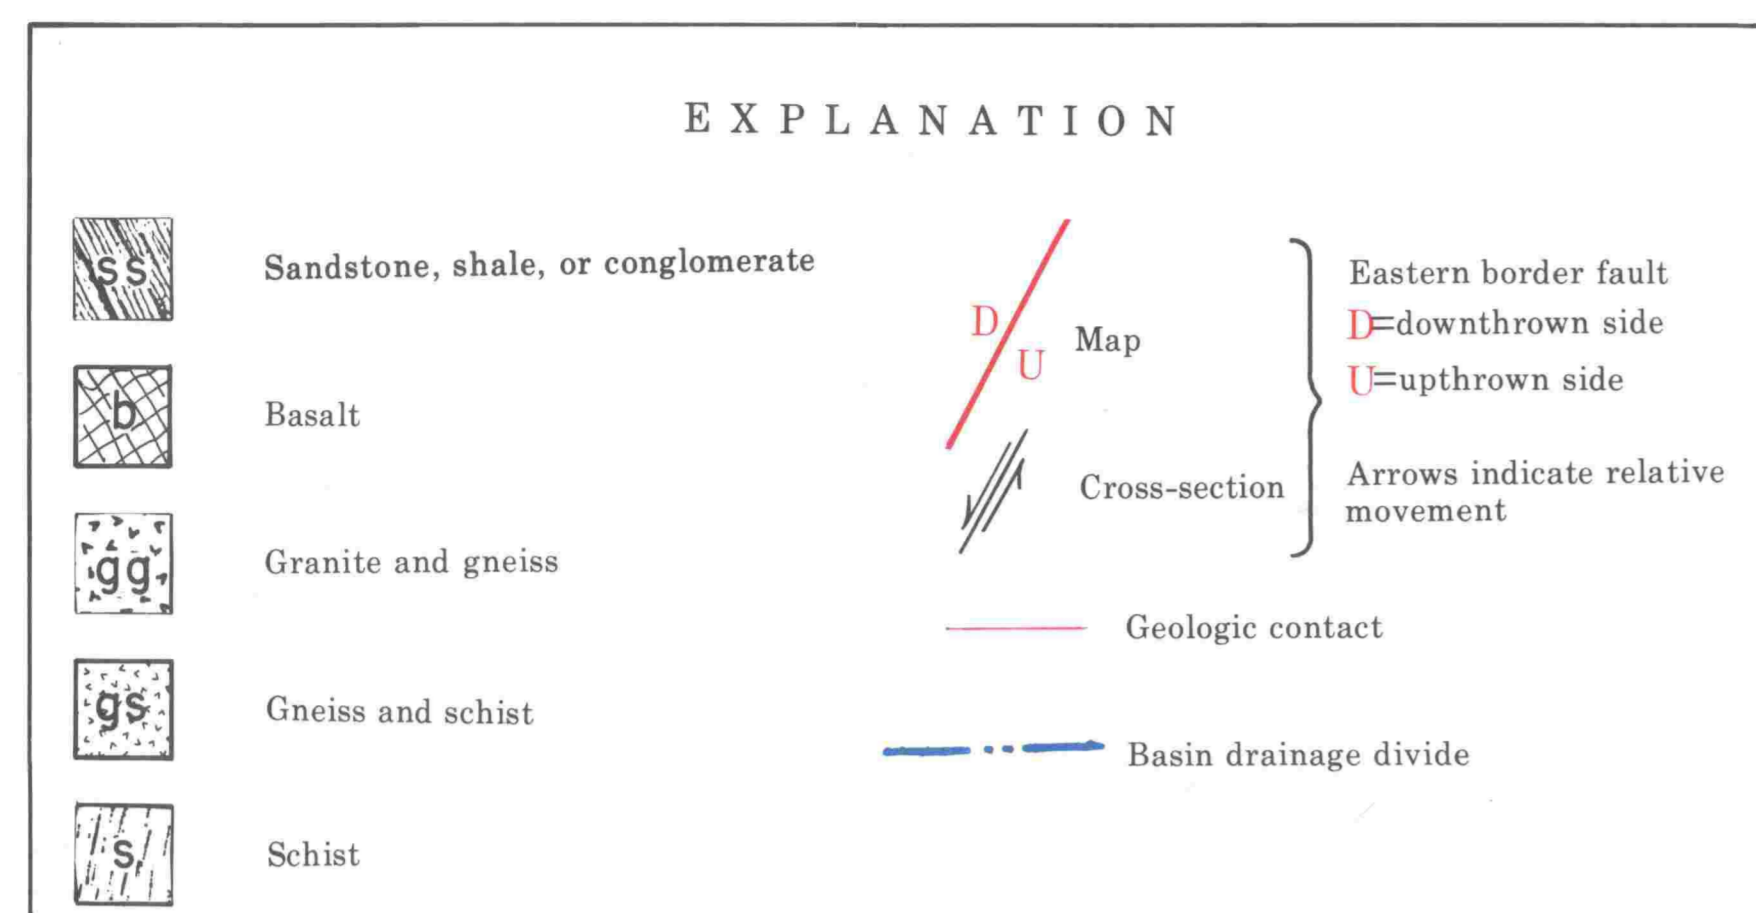 EXPLANATION
ss
Sandstone, shale, or conglomerate
b
Basalt
gg
Granite and gneiss
gs
Gneiss and schist
s
Schist
D
U
Map
Cross-section
Eastern border fault
D=downthrown side
U=upthrown side
Arrows indicate relative
movement
Geologic contact
Basin drainage divide